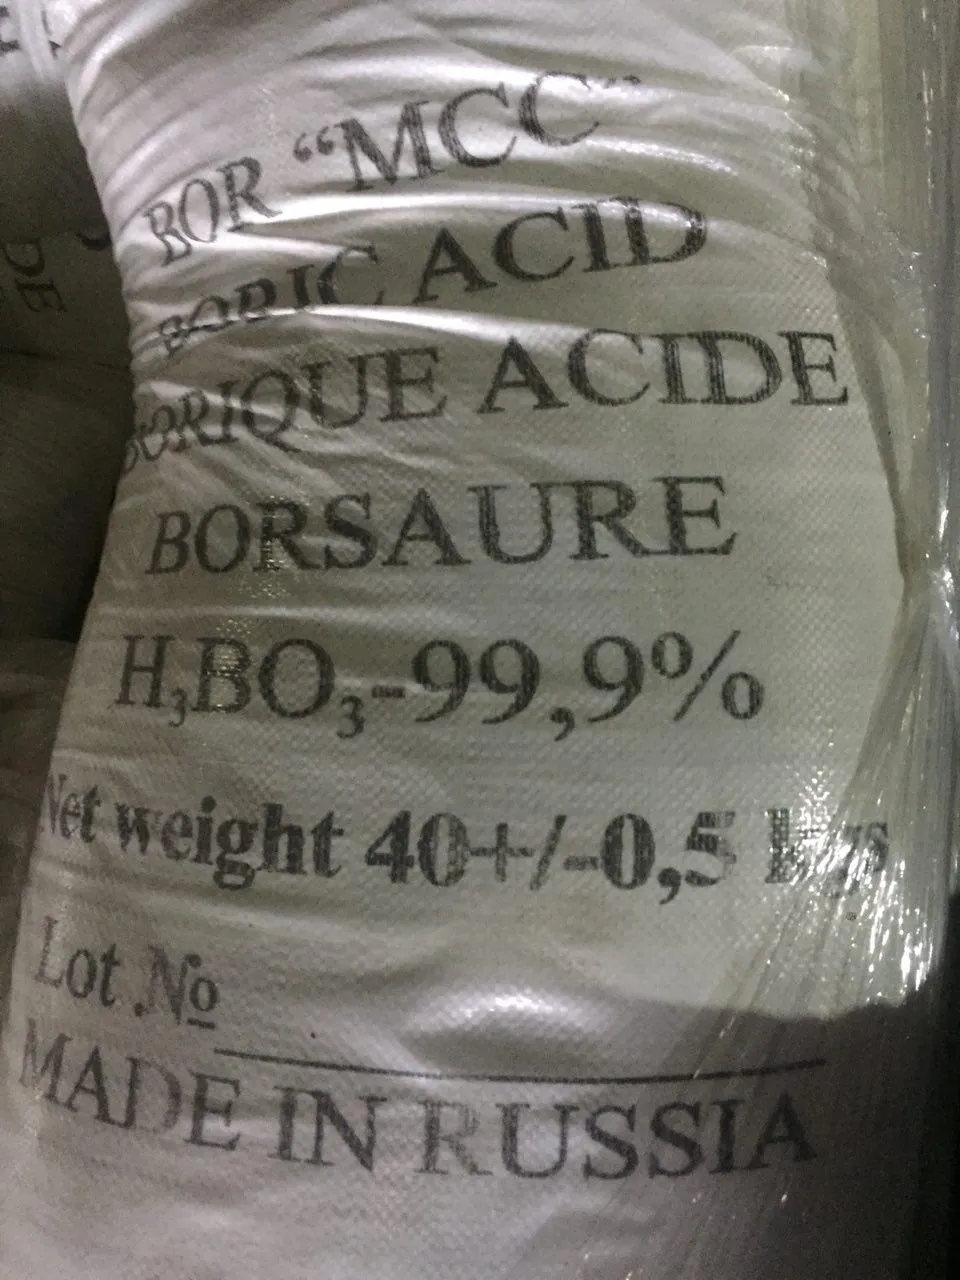 BOR “MCC”
BORIC ACID
BORIQUE ACIDE
BORSAURE
H₃BO₃-99,9%
Net weight 40+/-0,5 kgs
Lot №
MADE IN RUSSIA
DE